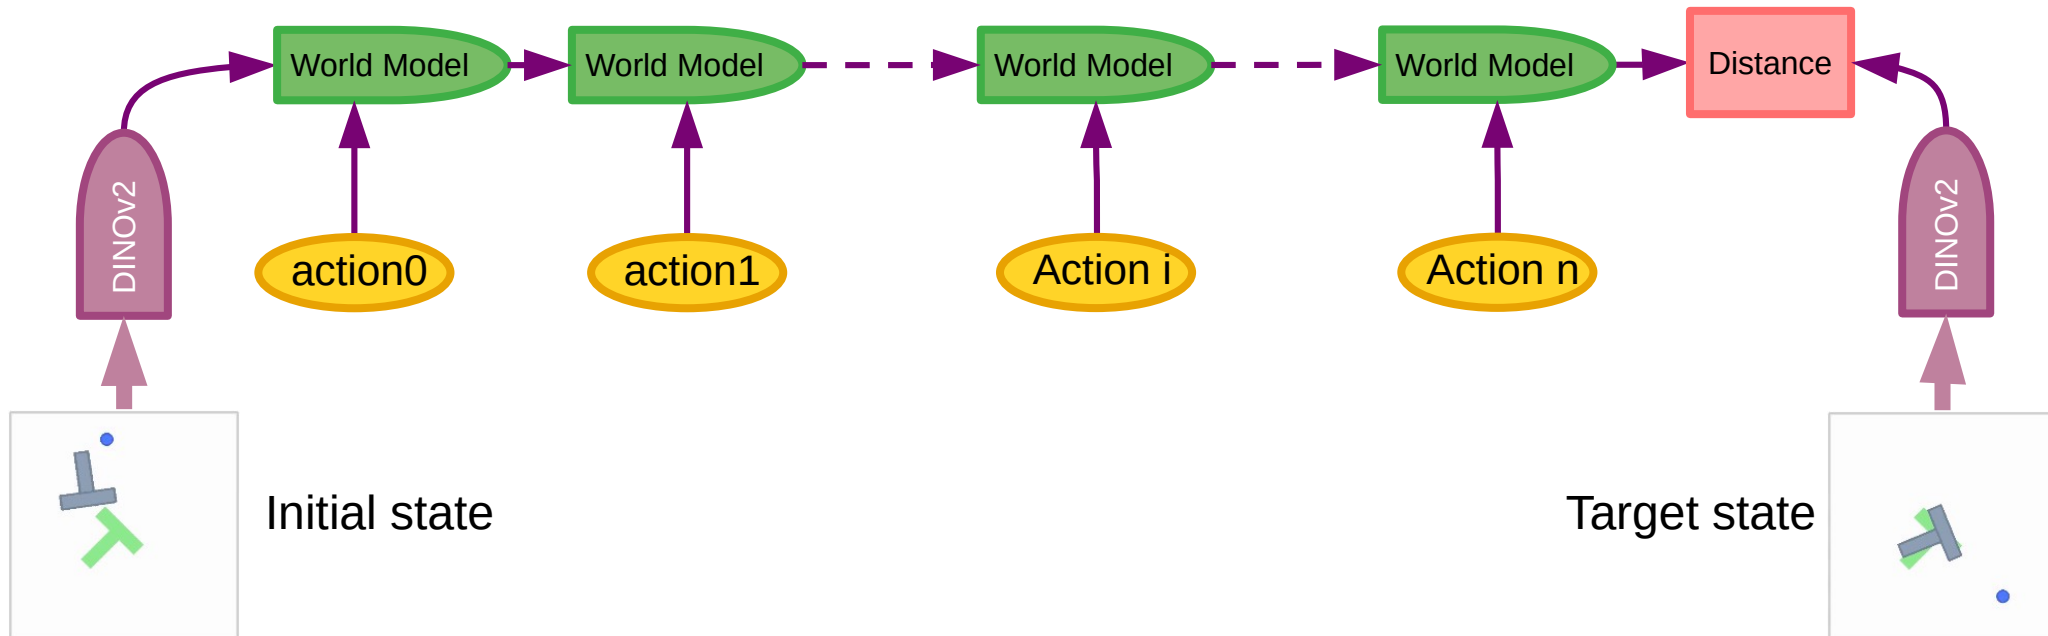 World Model
World Model
World Model
World Model
Distance
DINOv2
DINOv2
action0
action1
Action i
Action n
Initial state
Target state